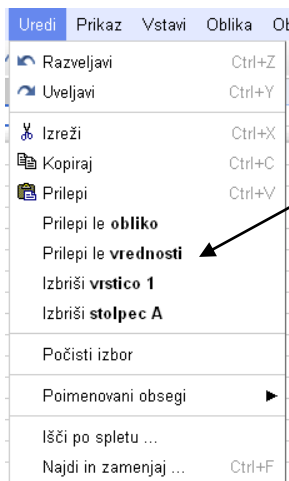 Uredi Prikaz Vstavi Oblika
Razveljavi Ctrl+Z
Uveljavi Ctrl+Y
Izreži Ctrl+X
Kopiraj Ctrl+C
Prilepi Ctrl+V
Prilepi le obliko
Prilepi le vrednosti
Izbriši vrstico 1
Izbriši stolpec A
Počisti izbor
Poimenovani obsegi
Išči po spletu ...
Najdi in zamenjaj ... Ctrl+F